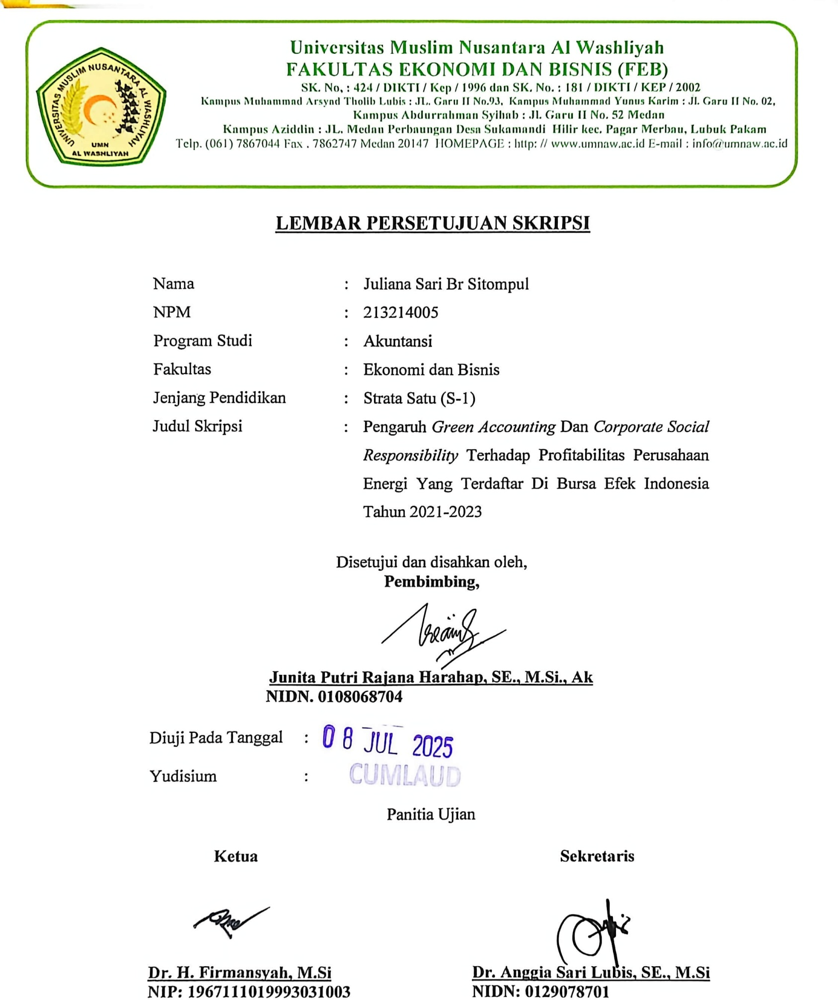 UNIVERSITAS MUSLIM NUSANTARA AL WASHLIYAH
UMN
AL WASHLIYAH
Universitas Muslim Nusantara Al Washliyah
FAKULTAS EKONOMI DAN BISNIS (FEB)
SK. No. : 424 / DIKTI / Kep / 1996 dan SK. No. : 181 / DIKTI / KEP / 2002
Kampus Muhammad Arsyad Tholib Lubis : JL. Garu II No.93, Kampus Muhammad Yunus Karim : Jl. Garu II No. 02,
Kampus Abdurrahman Syihab : Jl. Garu II No. 52 Medan
Kampus Aziddin : JL. Medan Perbaungan Desa Sukamandi Hilir kec. Pagar Merbau, Lubuk Pakam
Telp. (061) 7867044 Fax . 7862747 Medan 20147 HOMEPAGE : http: // www.umnaw.ac.id E-mail : info@umnaw.ac.id
LEMBAR PERSETUJUAN SKRIPSI
Nama : Juliana Sari Br Sitompul
NPM : 213214005
Program Studi : Akuntansi
Fakultas : Ekonomi dan Bisnis
Jenjang Pendidikan : Strata Satu (S-1)
Judul Skripsi : Pengaruh Green Accounting Dan Corporate Social
Responsibility Terhadap Profitabilitas Perusahaan
Energi Yang Terdaftar Di Bursa Efek Indonesia
Tahun 2021-2023
Disetujui dan disahkan oleh,
Pembimbing,
Junita Putri Rajana Harahap, SE., M.Si., Ak
NIDN. 0108068704
Diuji Pada Tanggal : 08 JUL 2025
Yudisium : CUMLAUD
Panitia Ujian
Ketua Sekretaris
Dr. H. Firmansyah, M.Si Dr. Anggia Sari Lubis, SE., M.Si
NIP: 1967111019993031003 NIDN: 0129078701